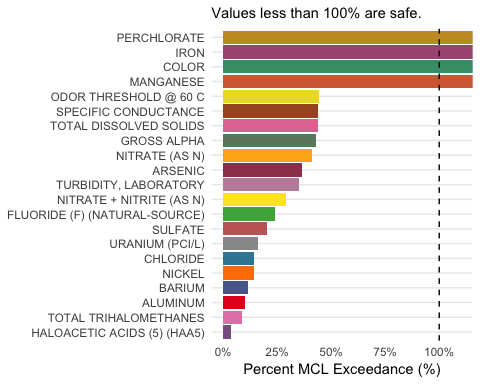 Values less than 100% are safe.
PERCHLORATE
IRON
COLOR
MANGANESE
ODOR THRESHOLD @ 60 C
SPECIFIC CONDUCTANCE
TOTAL DISSOLVED SOLIDS
GROSS ALPHA
NITRATE (AS N)
ARSENIC
TURBIDITY, LABORATORY
NITRATE + NITRITE (AS N)
FLUORIDE (F) (NATURAL-SOURCE)
SULFATE
URANIUM (PCI/L)
CHLORIDE
NICKEL
BARIUM
ALUMINUM
TOTAL TRIHALOMETHANES
HALOACETIC ACIDS (5) (HAA5)
0% 25% 50% 75% 100%
Percent MCL Exceedance (%)